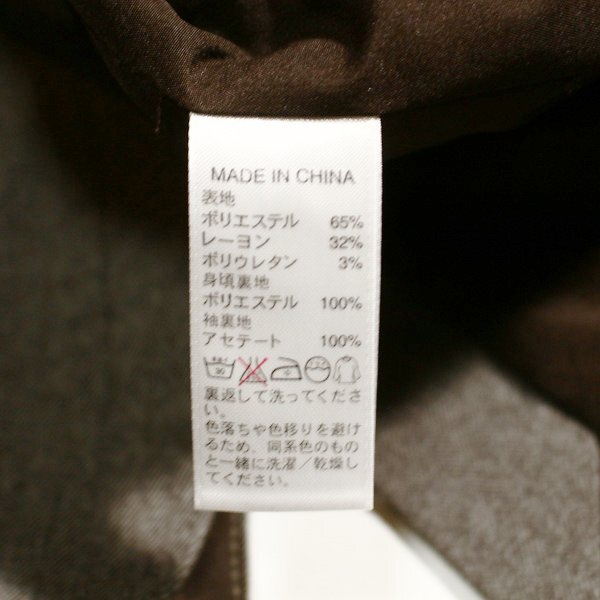 MADE IN CHINA
表地
ポリエステル 65%
レーヨン 32%
ポリウレタン 3%
身頃裏地
ポリエステル 100%
袖裏地
アセテート 100%
裏返して洗ってくださ
い。
色落ちや色移りを避け
るため、同系色のもの
と一緒に洗濯/乾燥し
てください。